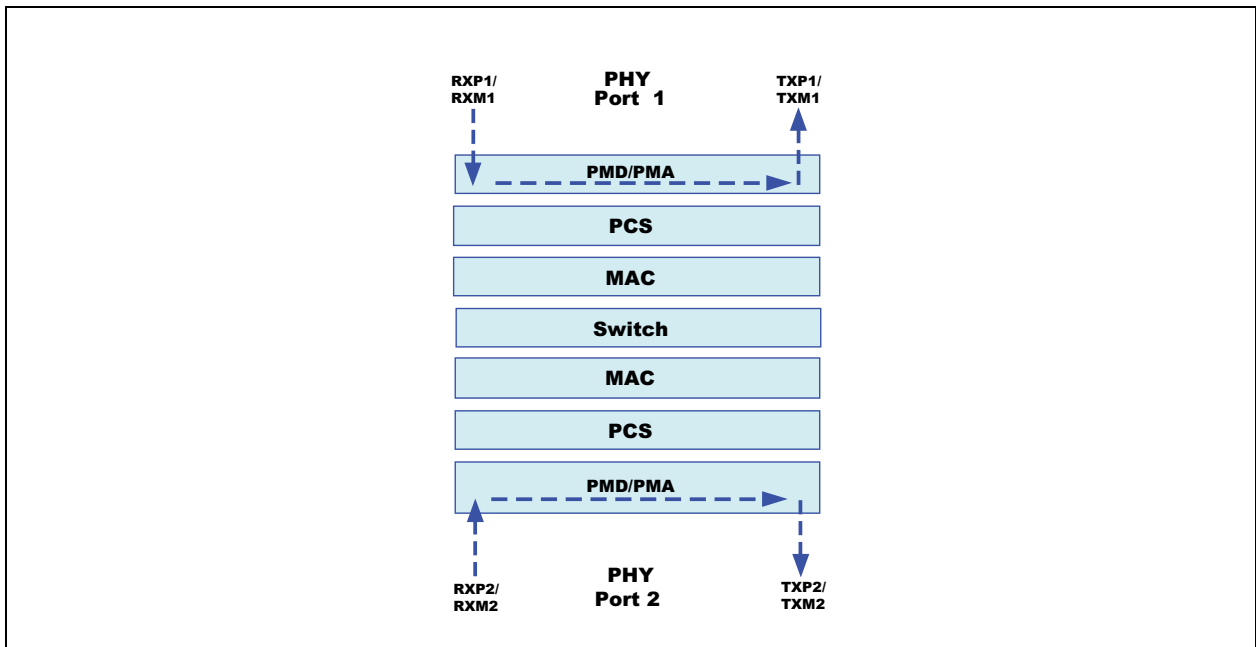 RXP1/
RXM1
PHY
Port 1
TXP1/
TXM1
PMD/PMA
PCS
MAC
Switch
MAC
PCS
PMD/PMA
RXP2/
RXM2
PHY
Port 2
TXP2/
TXM2